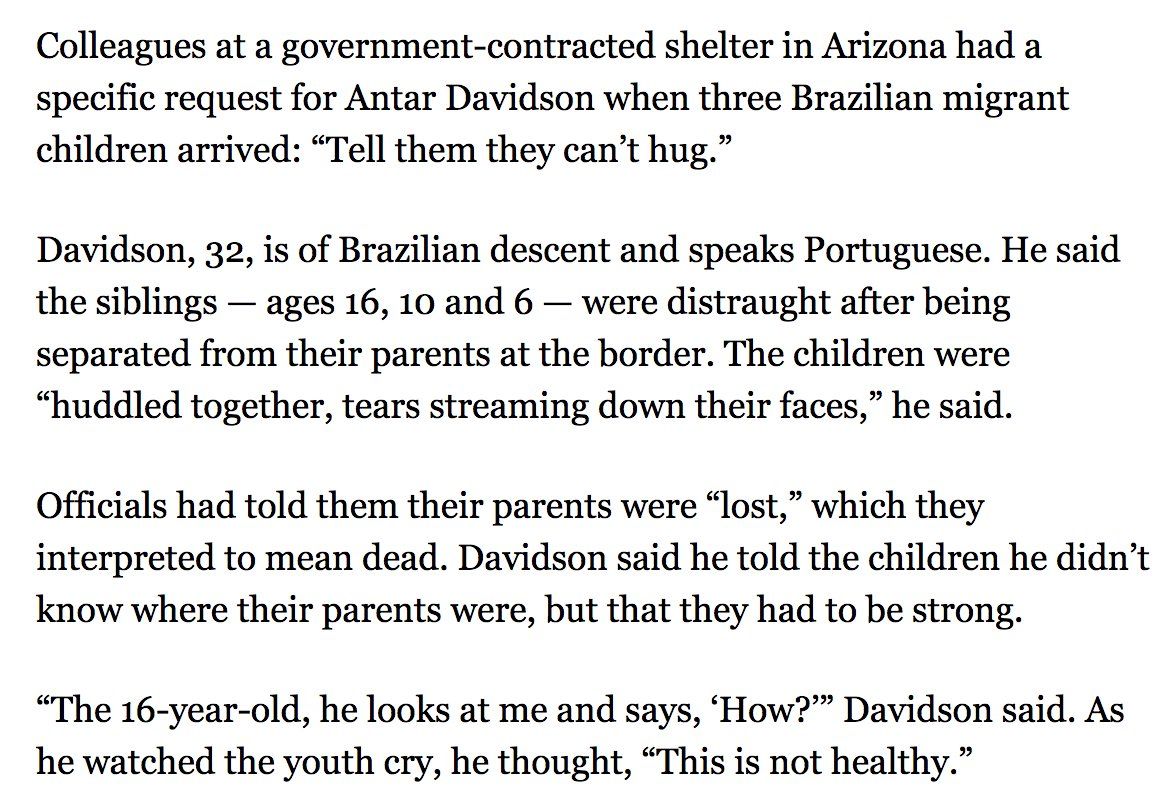 Colleagues at a government-contracted shelter in Arizona had a
specific request for Antar Davidson when three Brazilian migrant
children arrived: “Tell them they can’t hug.”
Davidson, 32, is of Brazilian descent and speaks Portuguese. He said
the siblings — ages 16, 10 and 6 — were distraught after being
separated from their parents at the border. The children were
“huddled together, tears streaming down their faces,” he said.
Officials had told them their parents were “lost,” which they
interpreted to mean dead. Davidson said he told the children he didn’t
know where their parents were, but that they had to be strong.
“The 16-year-old, he looks at me and says, ‘How?’” Davidson said. As
he watched the youth cry, he thought, “This is not healthy.”